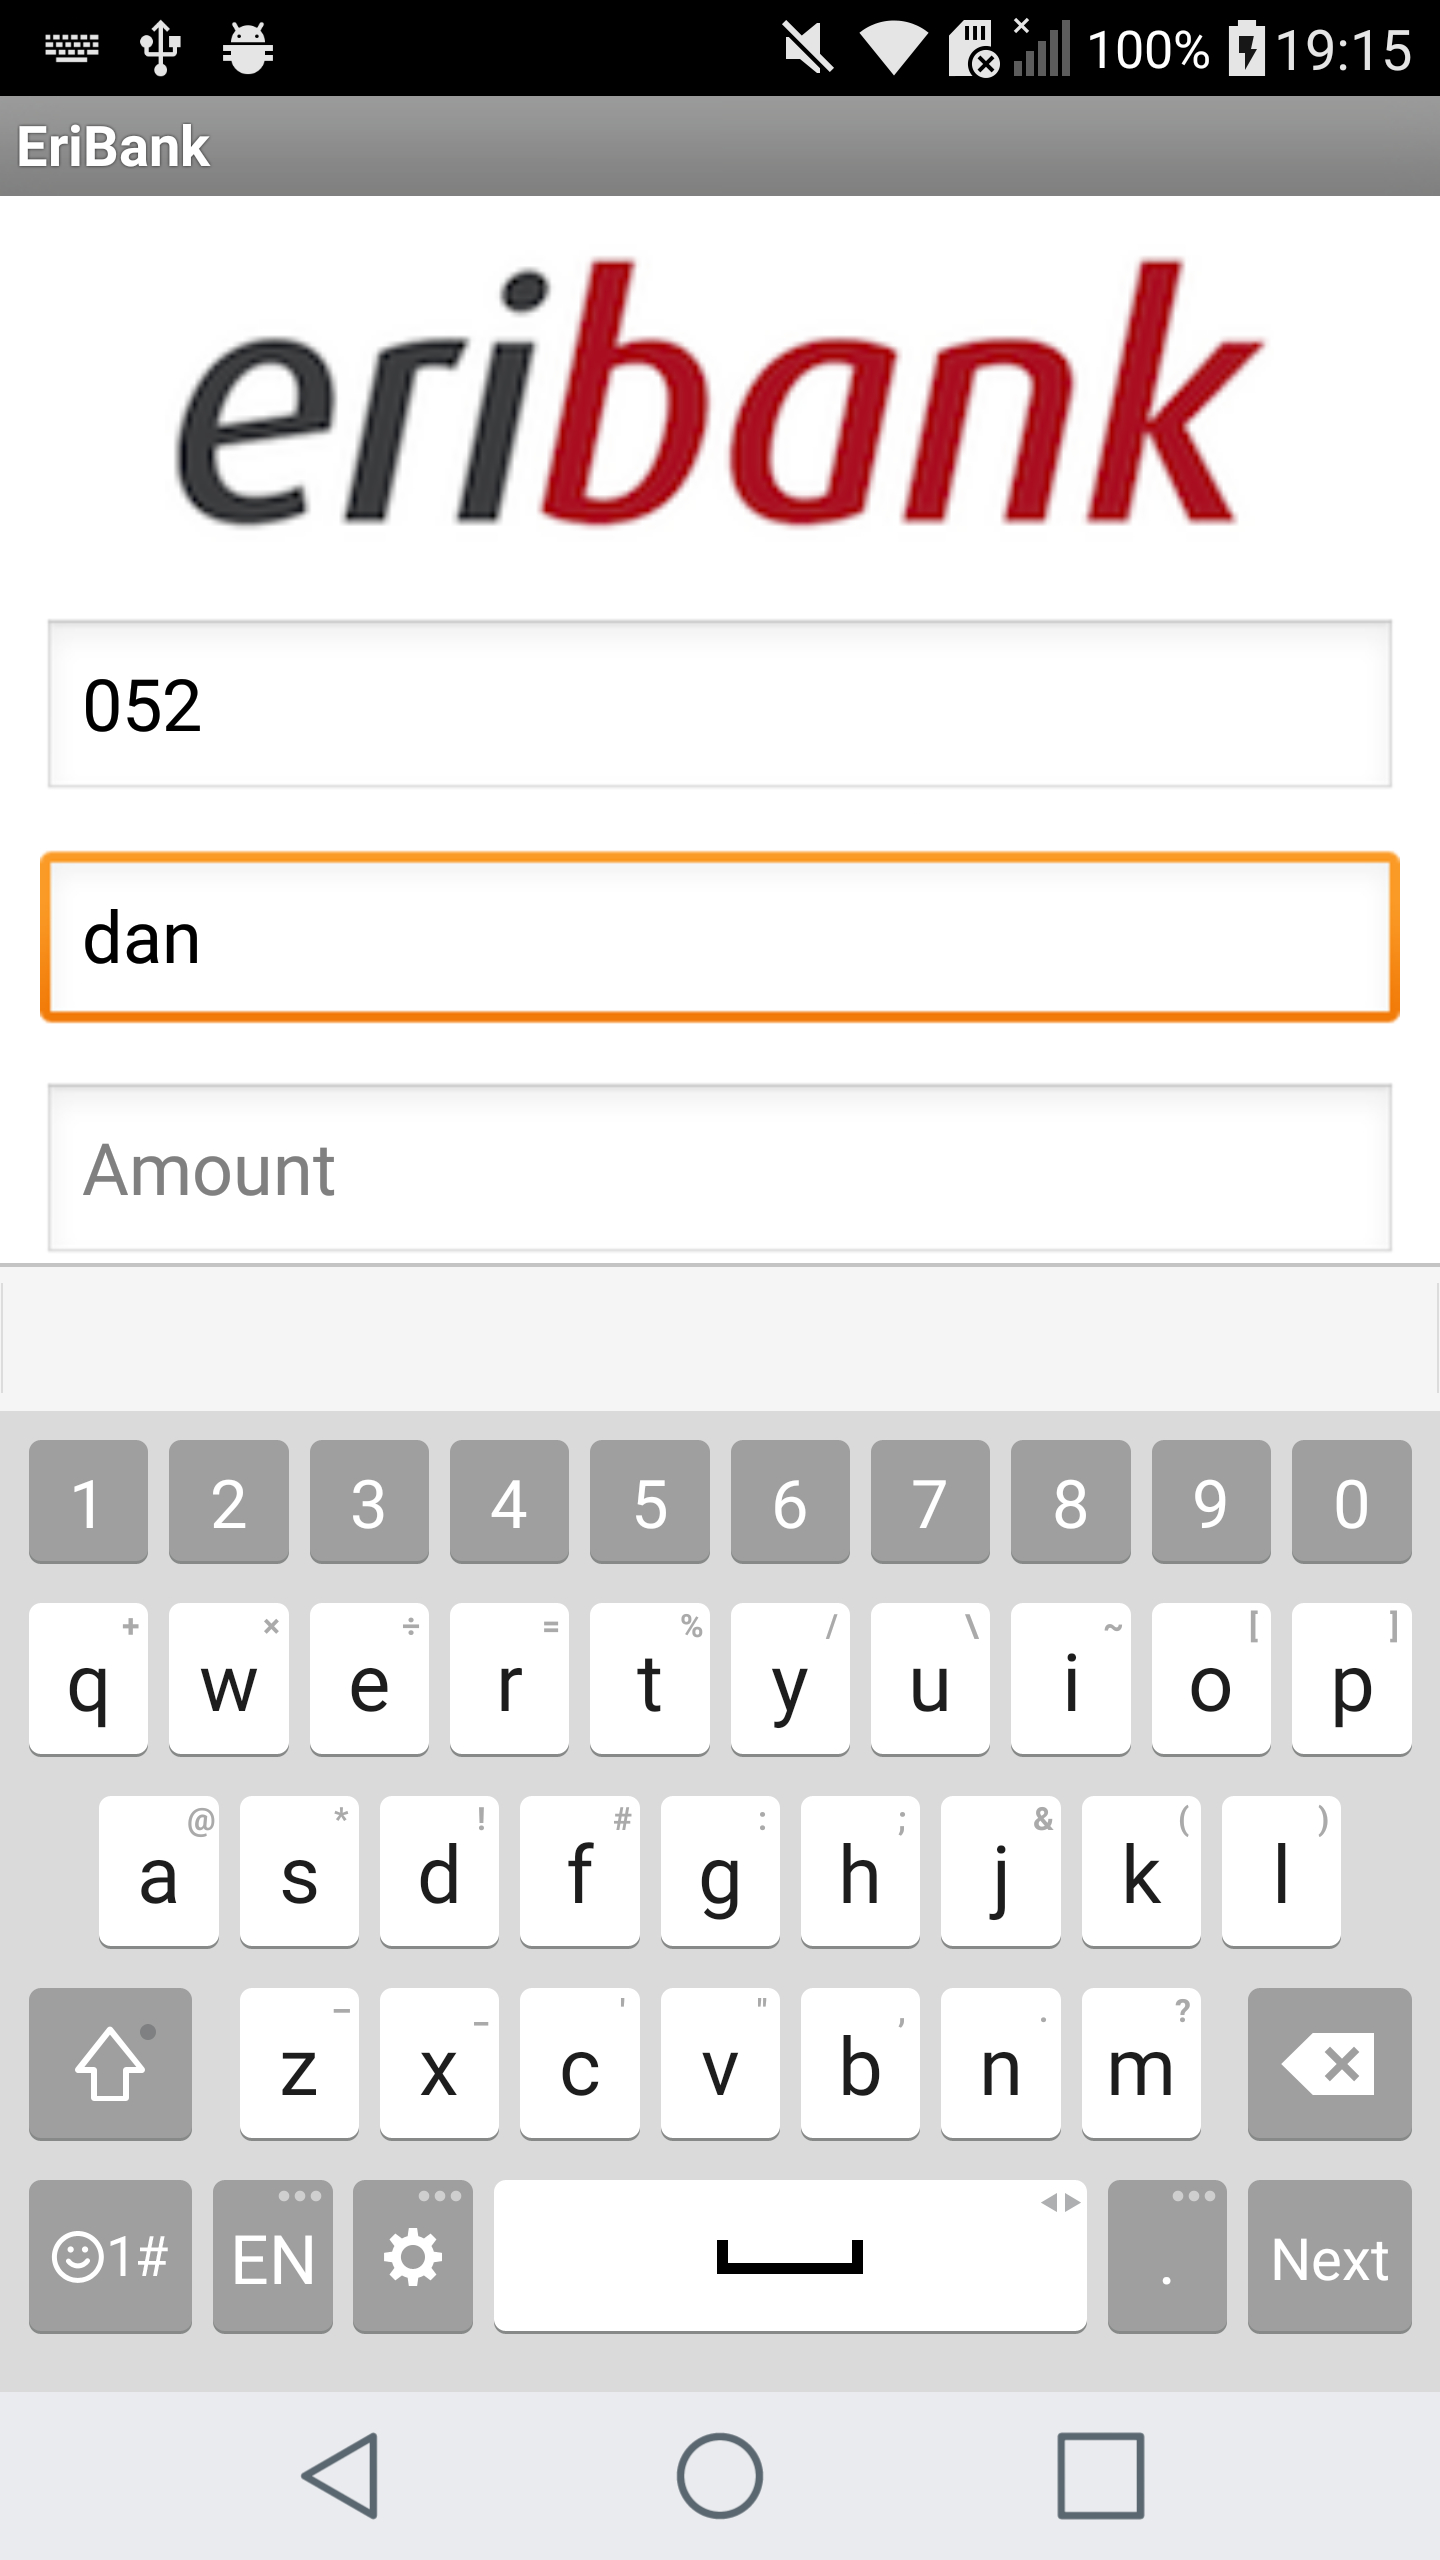 100% 19:15
EriBank
eribank
052
dan
Amount
1 2 3 4 5 6 7 8 9 0
+ × ÷ = % / \ ~ [ ]
q w e r t y u i o p
@ * ! # : ; & ( )
a s d f g h j k l
– _ ' " , . ?
z x c v b n m
1# EN . Next